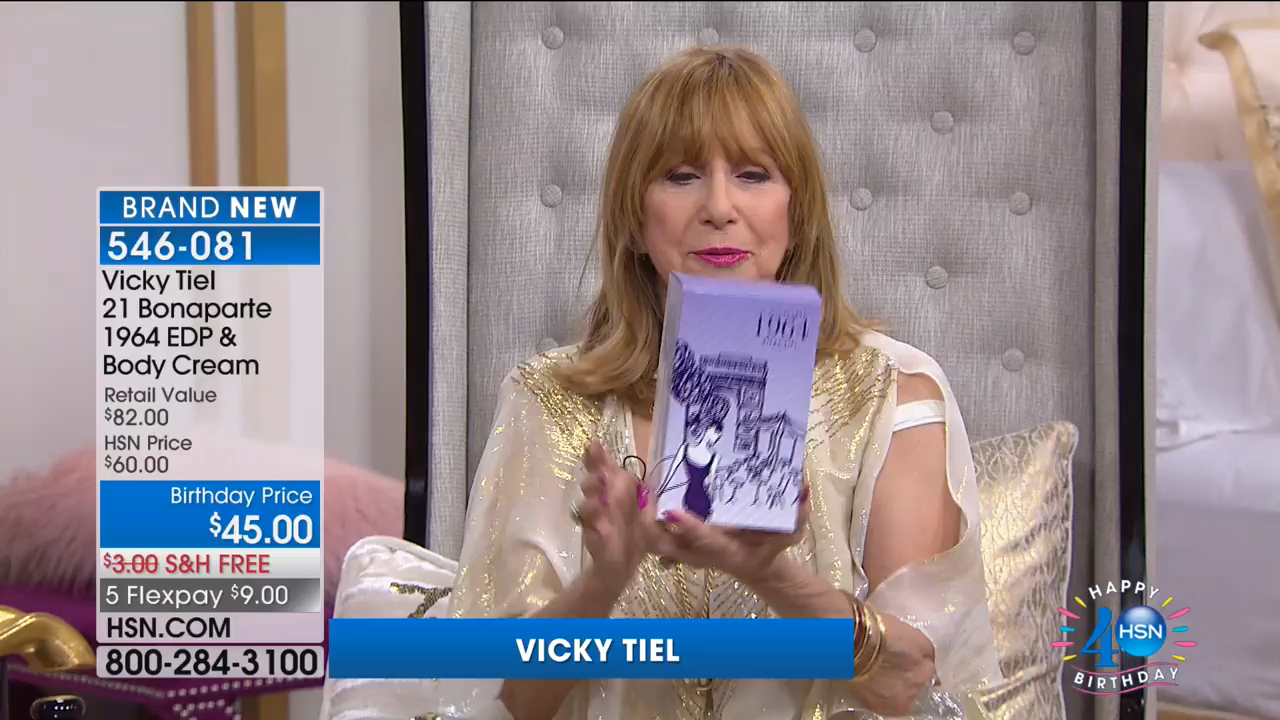 BRAND NEW
546-081
Vicky Tiel
21 Bonaparte
1964 EDP &
Body Cream
Retail Value
$82.00
HSN Price
$60.00
Birthday Price
$45.00
$3.00 S&H FREE
5 Flexpay $9.00
HSN.COM
800-284-3100
1964
VICKY TIEL
HAPPY
40 HSN
BIRTHDAY